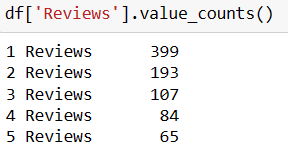 df['Reviews'].value_counts()
1 Reviews 399
2 Reviews 193
3 Reviews 107
4 Reviews 84
5 Reviews 65